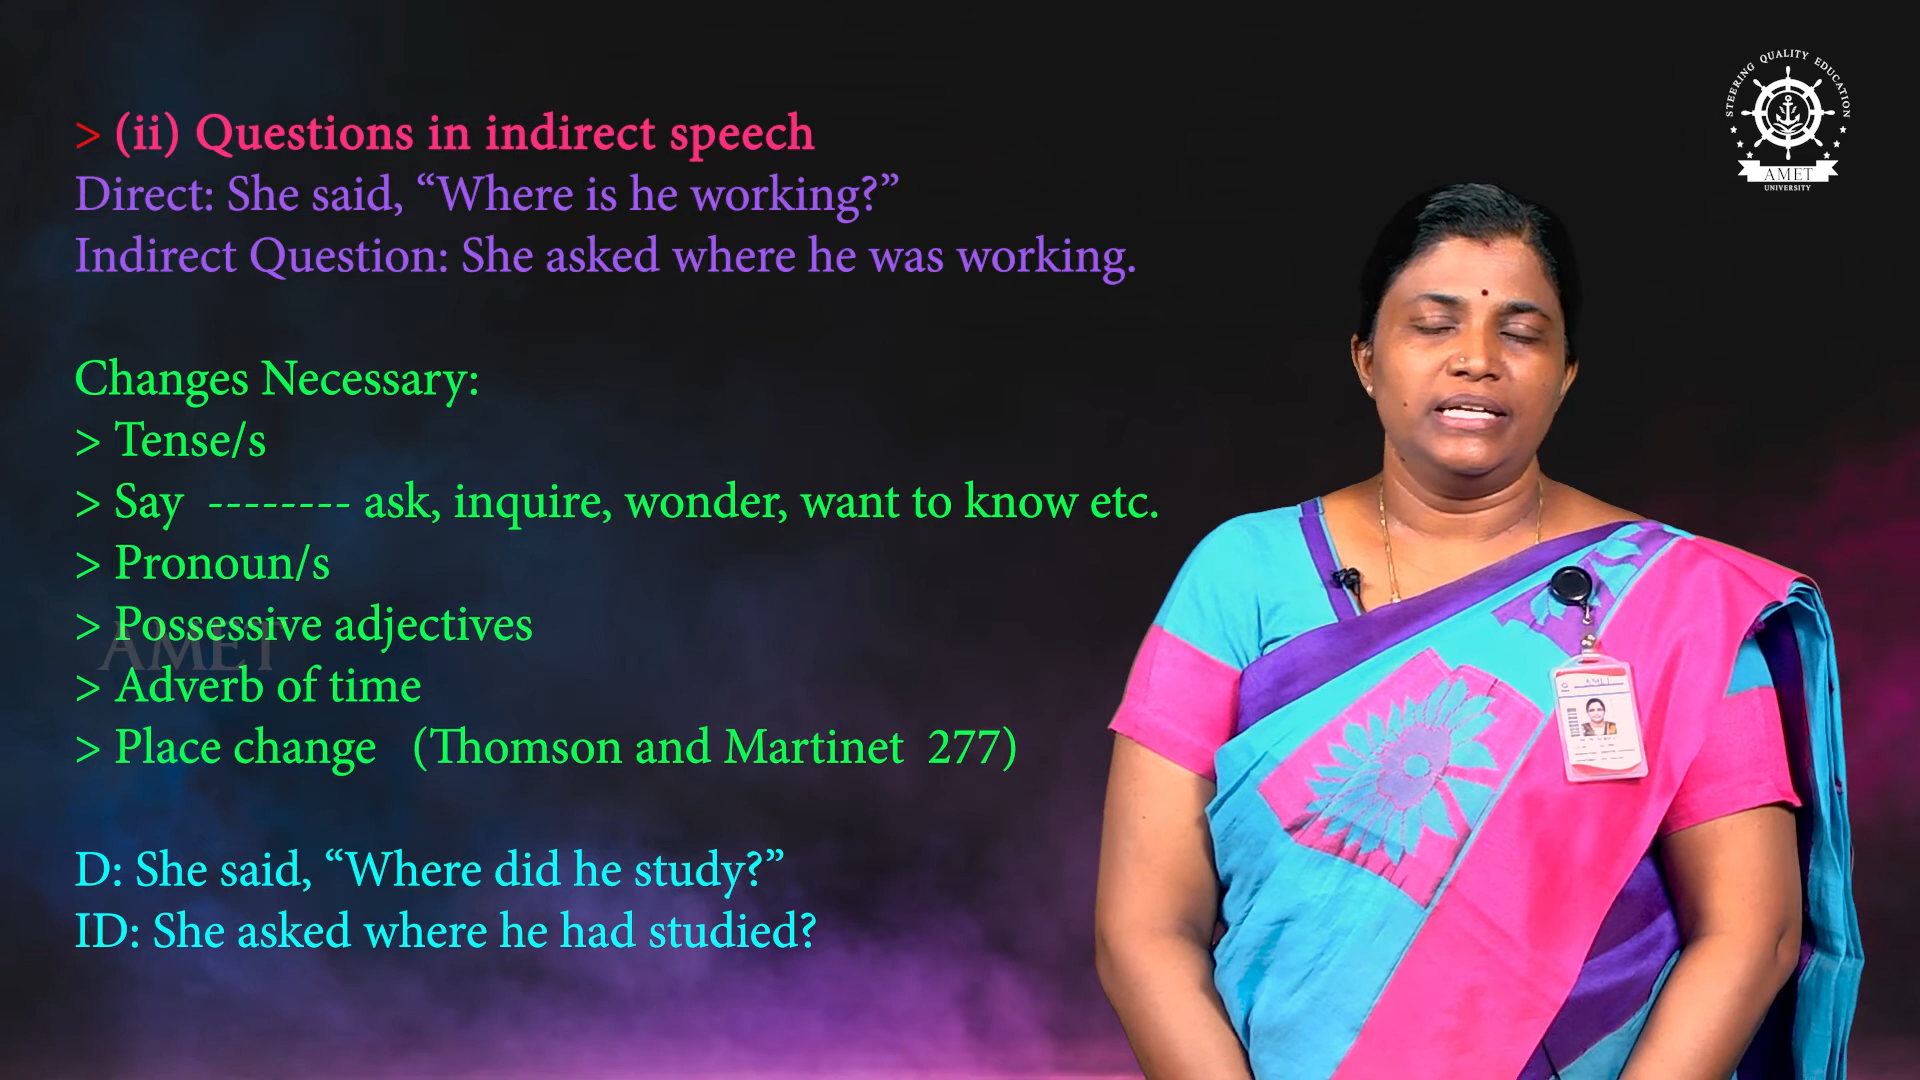 > (ii) Questions in indirect speech
Direct: She said, “Where is he working?”
Indirect Question: She asked where he was working.
Changes Necessary:
> Tense/s
> Say -------- ask, inquire, wonder, want to know etc.
> Pronoun/s
> Possessive adjectives
> Adverb of time
> Place change (Thomson and Martinet 277)
D: She said, “Where did he study?”
ID: She asked where he had studied?
AMET
STEERING QUALITY EDUCATION
AMET
UNIVERSITY
AMET